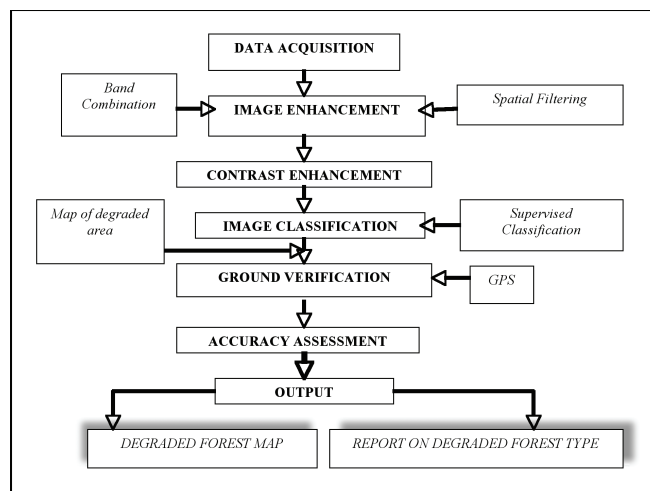 DATA ACQUISITION
Band
Combination
IMAGE ENHANCEMENT
Spatial Filtering
CONTRAST ENHANCEMENT
Map of degraded
area
IMAGE CLASSIFICATION
Supervised
Classification
GROUND VERIFICATION
GPS
ACCURACY ASSESSMENT
OUTPUT
DEGRADED FOREST MAP
REPORT ON DEGRADED FOREST TYPE